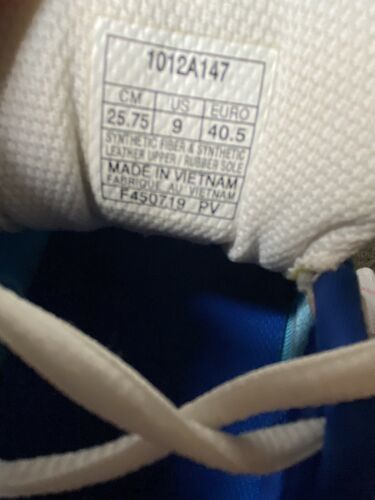 1012A147
CM US EURO
25.75 9 40.5
SYNTHETIC FIBER & SYNTHETIC
LEATHER UPPER / RUBBER SOLE
MADE IN VIETNAM
FABRIQUÉ AU VIETNAM
F450719 PV